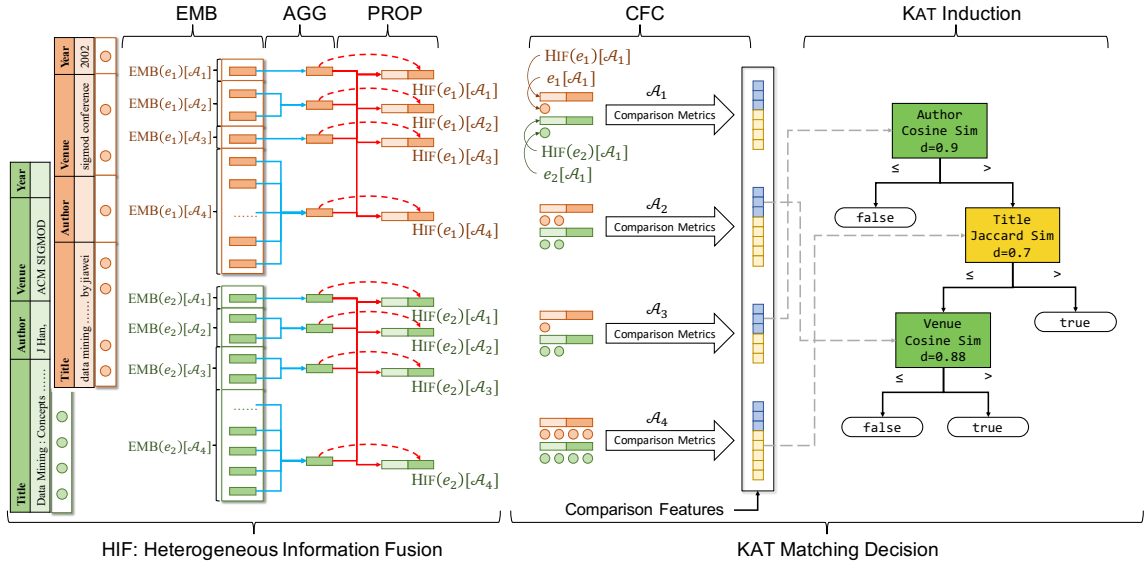 EMB
AGG
PROP
CFC
KAT Induction
Year
2002
Venue
sigmod conference
Author
Title
data mining ...... by jiawei
Year
Venue
ACM SIGMOD
Author
J Han,
Title
Data Mining : Concepts ......
EMB(e1)[A1]
EMB(e1)[A2]
EMB(e1)[A3]
EMB(e1)[A4]
......
HIF(e1)[A1]
HIF(e1)[A2]
HIF(e1)[A3]
HIF(e1)[A4]
EMB(e2)[A1]
EMB(e2)[A2]
EMB(e2)[A3]
......
EMB(e2)[A4]
HIF(e2)[A1]
HIF(e2)[A2]
HIF(e2)[A3]
HIF(e2)[A4]
HIF: Heterogeneous Information Fusion
HIF(e1)[A1]
e1[A1]
HIF(e2)[A1]
e2[A1]
A1
Comparison Metrics
A2
Comparison Metrics
A3
Comparison Metrics
A4
Comparison Metrics
Comparison Features
Author
Cosine Sim
d=0.9
≤ >
false
Title
Jaccard Sim
d=0.7
≤ >
true
Venue
Cosine Sim
d=0.88
≤ >
false
true
KAT Matching Decision